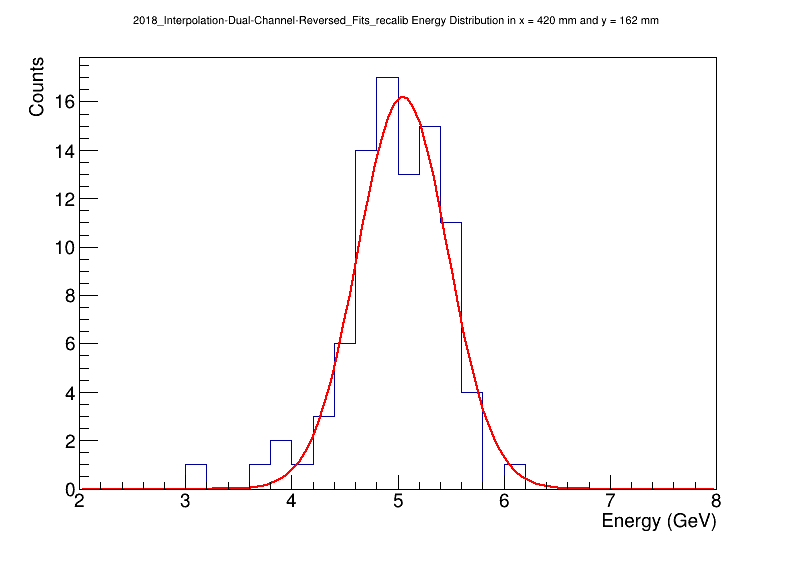 2018_Interpolation-Dual-Channel-Reversed_Fits_recalib Energy Distribution in x = 420 mm and y = 162 mm
Counts
16
14
12
10
8
6
4
2
0
2 3 4 5 6 7 8
Energy (GeV)